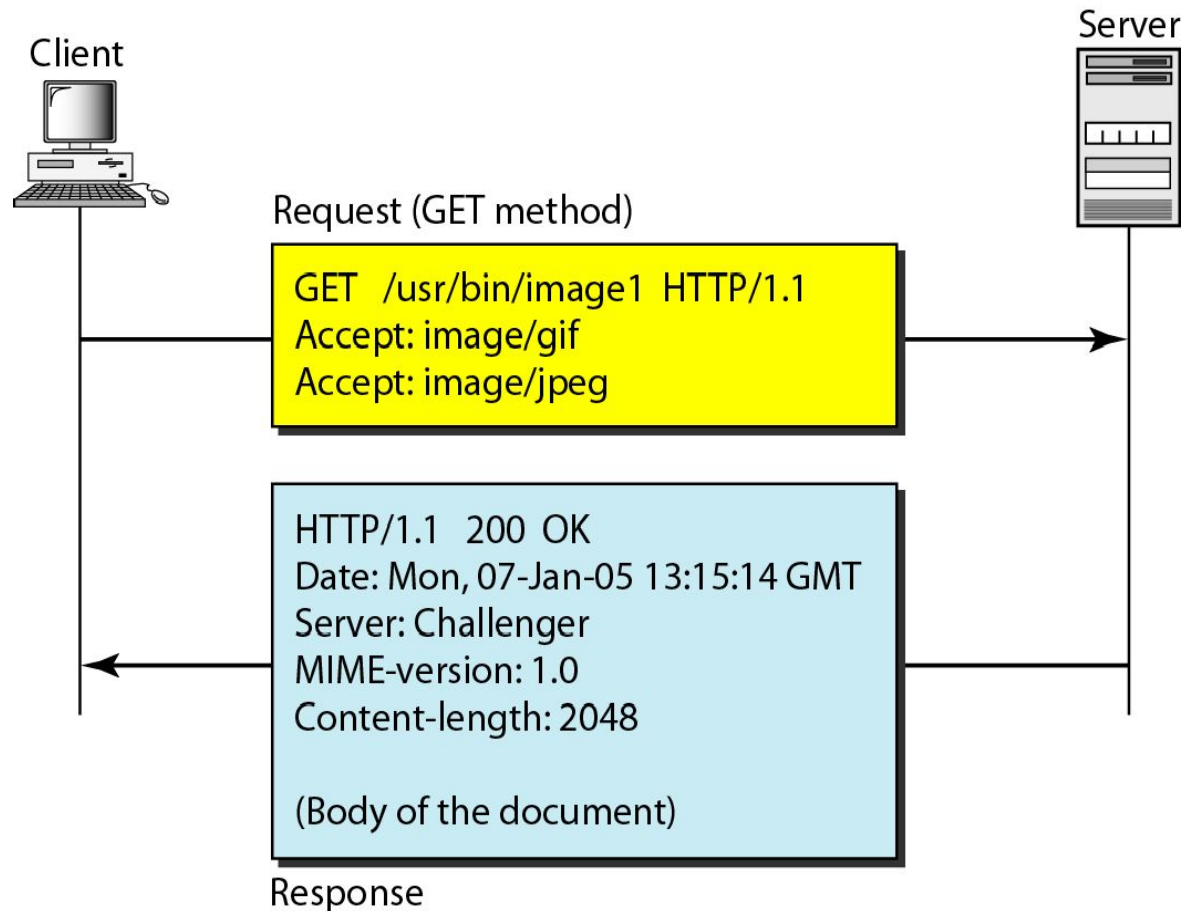 Client
Server
Request (GET method)
GET /usr/bin/image1 HTTP/1.1
Accept: image/gif
Accept: image/jpeg
HTTP/1.1 200 OK
Date: Mon, 07-Jan-05 13:15:14 GMT
Server: Challenger
MIME-version: 1.0
Content-length: 2048
(Body of the document)
Response